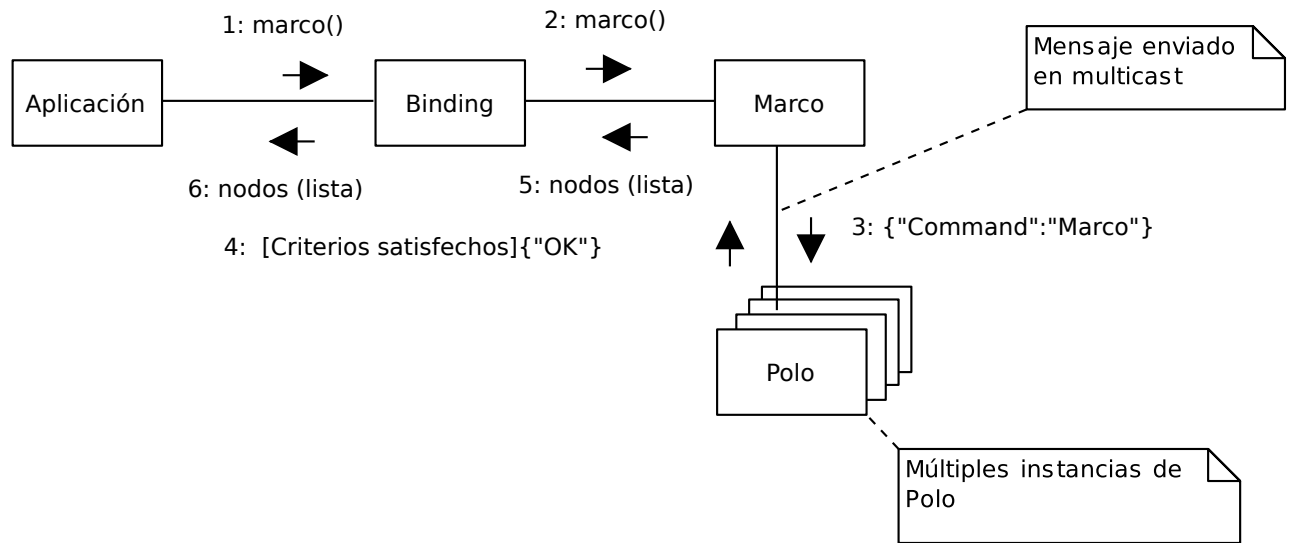 1: marco()
2: marco()
Mensaje enviado
en multicast
Aplicación
Binding
Marco
6: nodos (lista)
5: nodos (lista)
3: {"Command":"Marco"}
4:  [Criterios satisfechos]{"OK"}
Polo
Múltiples instancias de
Polo